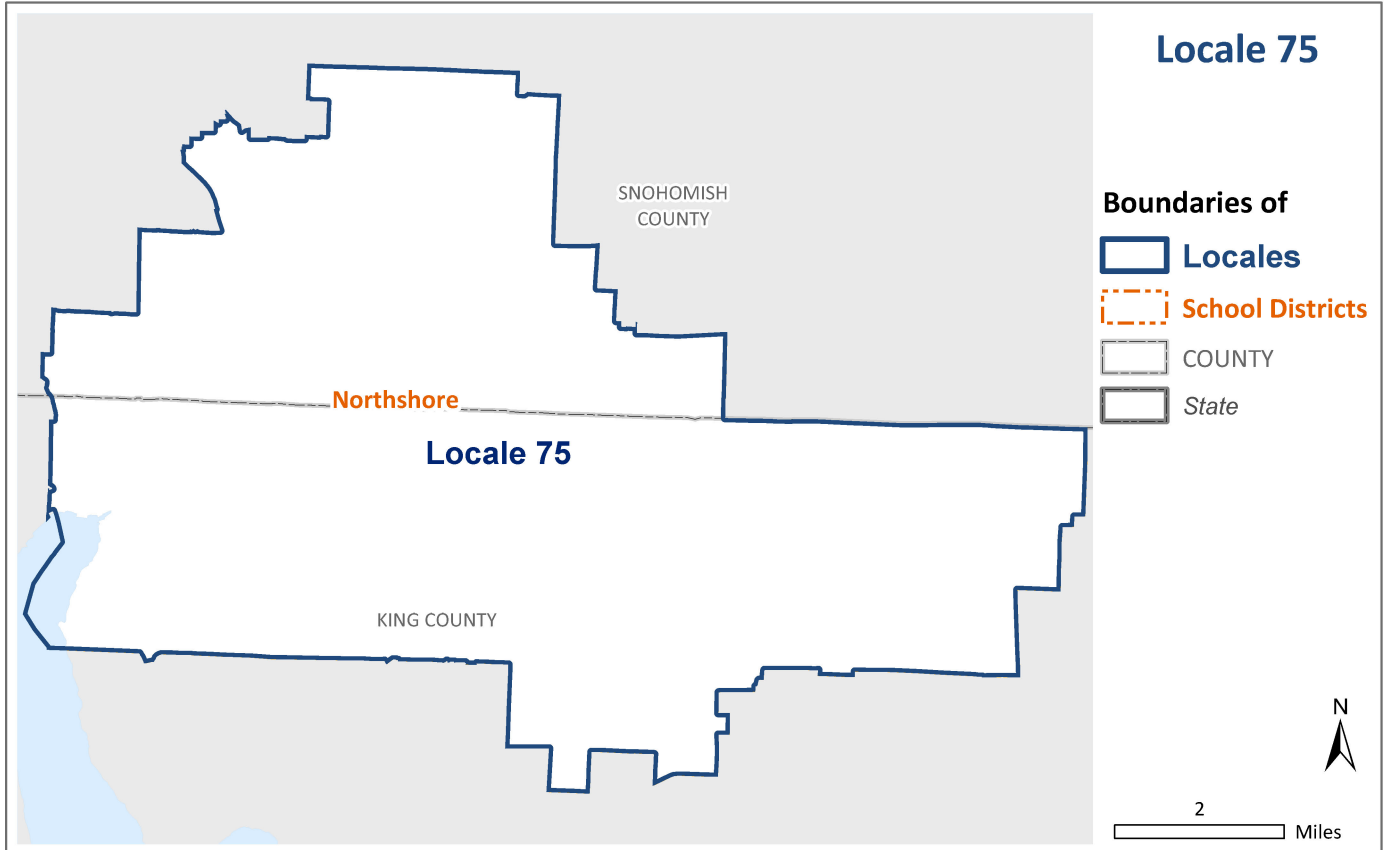 Locale 75
SNOHOMISH
COUNTY
Boundaries of
Locales
School Districts
COUNTY
State
Northshore
Locale 75
KING COUNTY
N
2
Miles